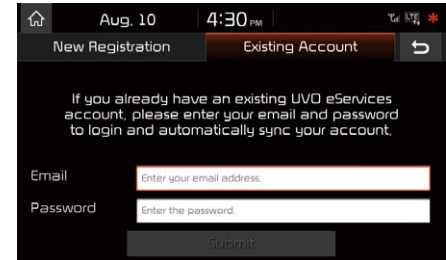 Aug. 10 4:30 PM LTE
New Registration Existing Account
If you already have an existing UVO eServices
account, please enter your email and password
to login and automatically sync your account.
Email Enter your email address.
Password Enter the password.
Submit